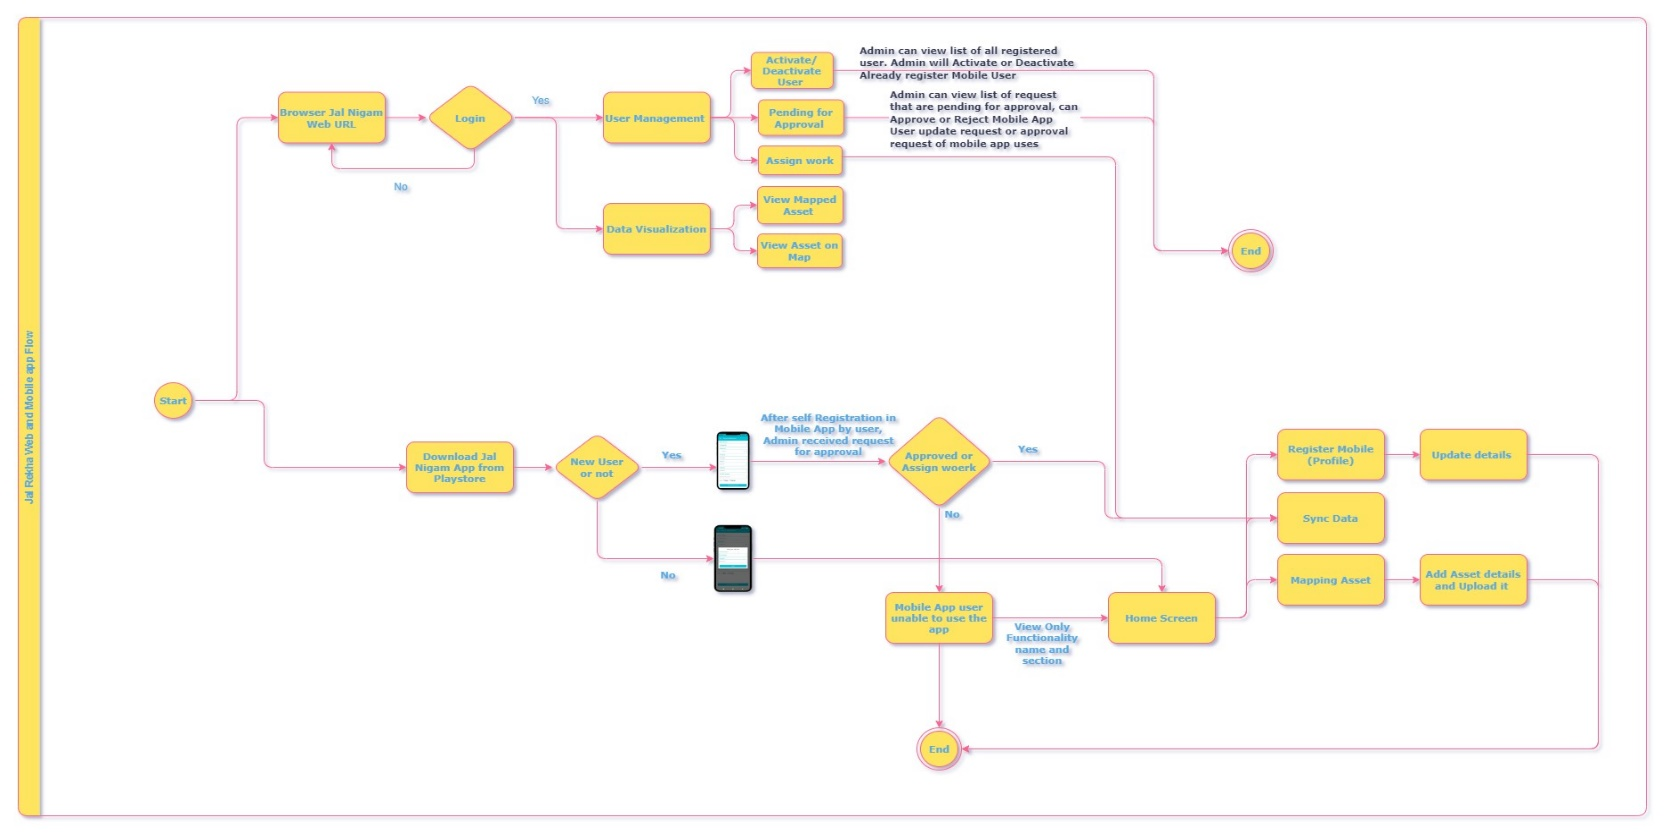 Jal Rekha Web and Mobile app Flow
Start
Browser Jal Nigam
Web URL
Login
Yes
No
User Management
Data Visualization
Activate/
Deactivate
User
Pending for
Approval
Assign work
View Mapped
Asset
View Asset on
Map
Admin can view list of all registered
user. Admin will Activate or Deactivate
Already register Mobile User
Admin can view list of request
that are pending for approval, can
Approve or Reject Mobile App
User update request or approval
request of mobile app uses
End
Download Jal
Nigam App from
Playstore
New User
or not
Yes
No
After self Registration in
Mobile App by user,
Admin received request
for approval
Approved or
Assign woerk
Yes
No
Mobile App user
unable to use the
app
View Only
Functionality
name and
section
Home Screen
Register Mobile
(Profile)
Update details
Sync Data
Mapping Asset
Add Asset details
and Upload it
End